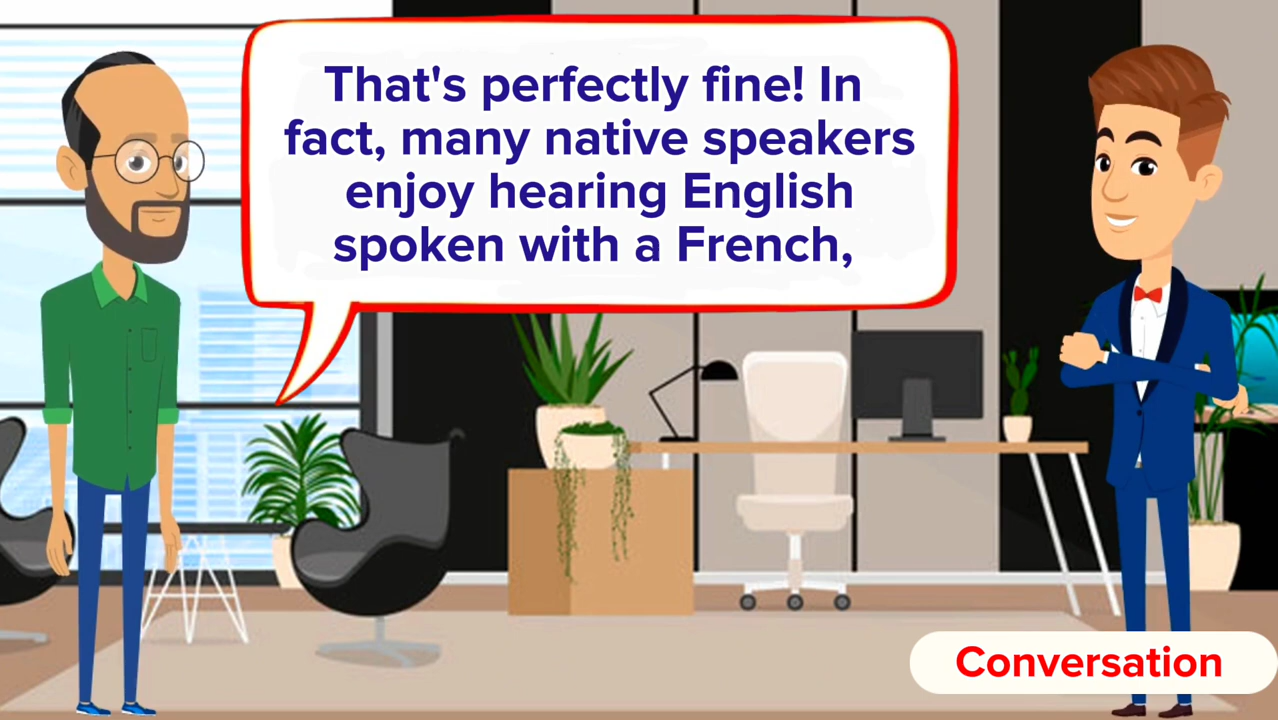 That's perfectly fine! In
fact, many native speakers
enjoy hearing English
spoken with a French,
Conversation